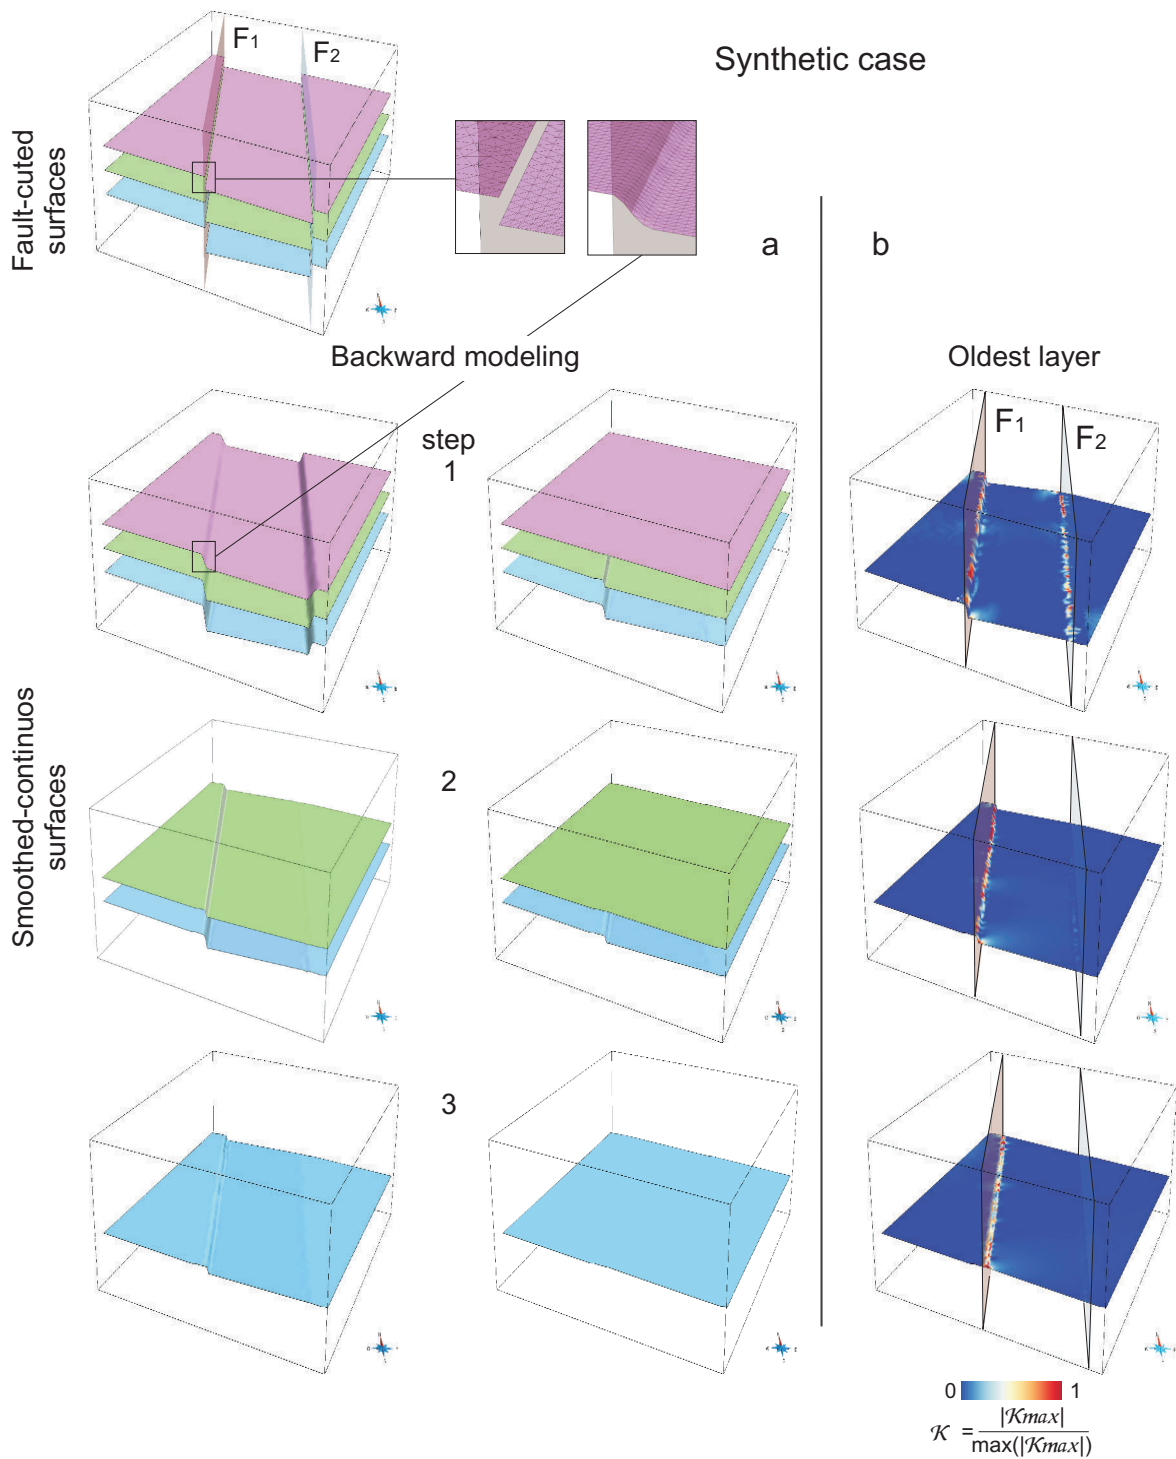 Synthetic case
F1
F2
Fault-cuted
surfaces
a
b
Backward modeling
Oldest layer
step
1
F1
F2
Smoothed-continuos
surfaces
2
3
0
1
𝒦 = |𝒦max|
max(|𝒦max|)